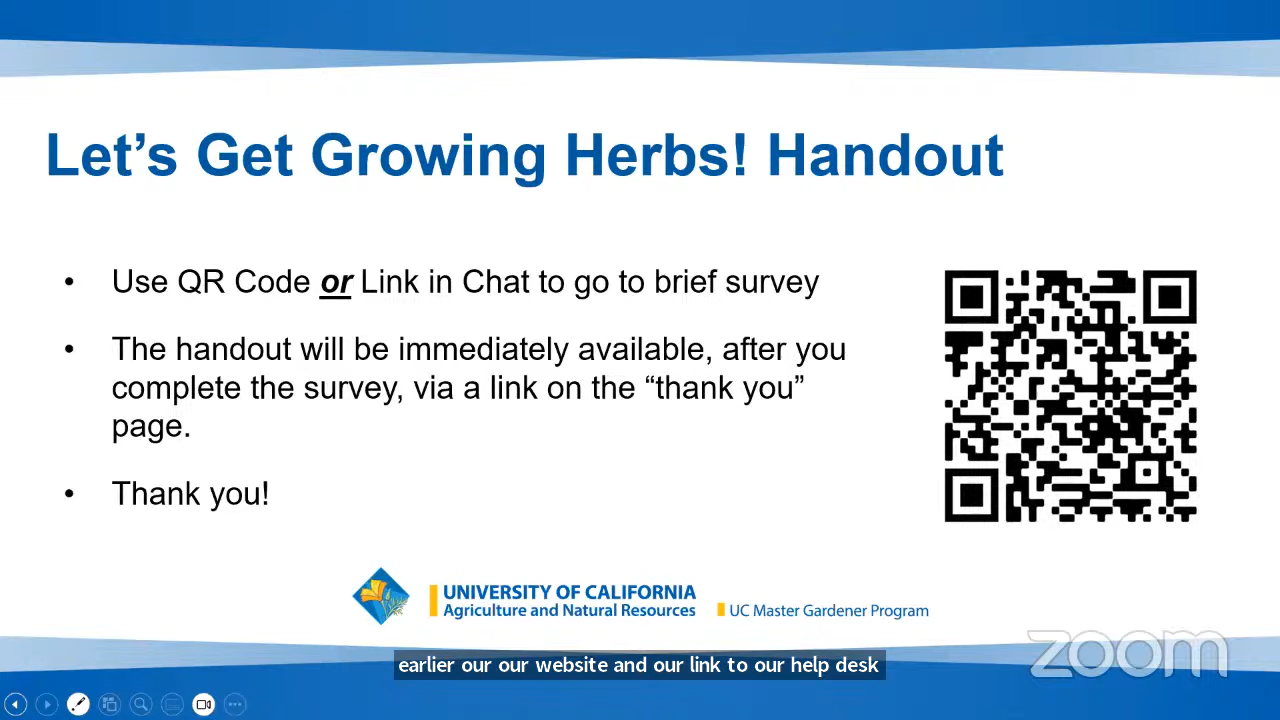 Let’s Get Growing Herbs! Handout
• Use QR Code or Link in Chat to go to brief survey
• The handout will be immediately available, after you
complete the survey, via a link on the “thank you”
page.
• Thank you!
UNIVERSITY OF CALIFORNIA
Agriculture and Natural Resources
UC Master Gardener Program
zoom
earlier our our website and our link to our help desk